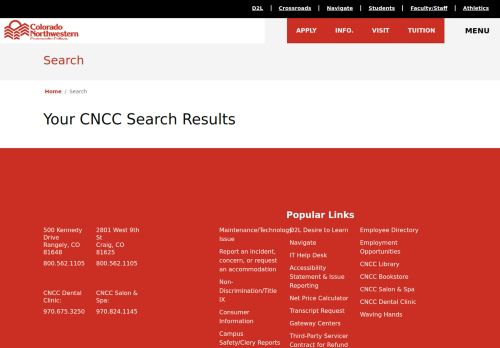 D2L | Crossroads | Navigate | Students | Faculty/Staff | Athletics
Colorado
Northwestern
APPLY INFO. VISIT TUITION MENU
Search
Home / Search
Your CNCC Search Results
500 Kennedy
Drive
Rangely, CO
81648
800.562.1105
2801 West 9th
St
Craig, CO
81625
800.562.1105
CNCC Dental
Clinic:
970.675.3250
CNCC Salon &
Spa:
970.824.1145
Maintenance/Technology
Issue
Report an incident,
concern, or request
an accommodation
Non-
Discrimination/Title
IX
Consumer
Information
Campus
Safety/Clery Reports
Popular Links
D2L Desire to Learn
Navigate
IT Help Desk
Accessibility
Statement & Issue
Reporting
Net Price Calculator
Transcript Request
Gateway Centers
Third-Party Servicer
Contract for Refund
Employee Directory
Employment
Opportunities
CNCC Library
CNCC Bookstore
CNCC Salon & Spa
CNCC Dental Clinic
Waving Hands